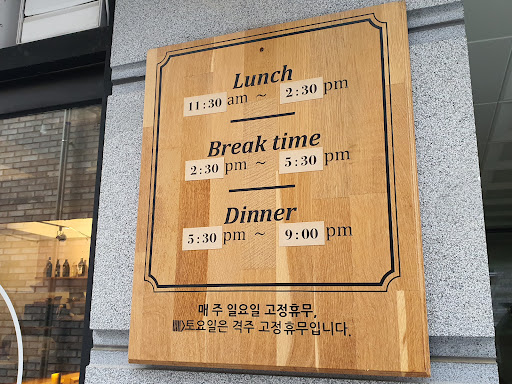 Lunch
11:30 am ~ 2:30 pm
Break time
2:30 pm ~ 5:30 pm
Dinner
5:30 pm ~ 9:00 pm
매 주 일요일 고정휴무.
토요일은 격주 고정휴무입니다.